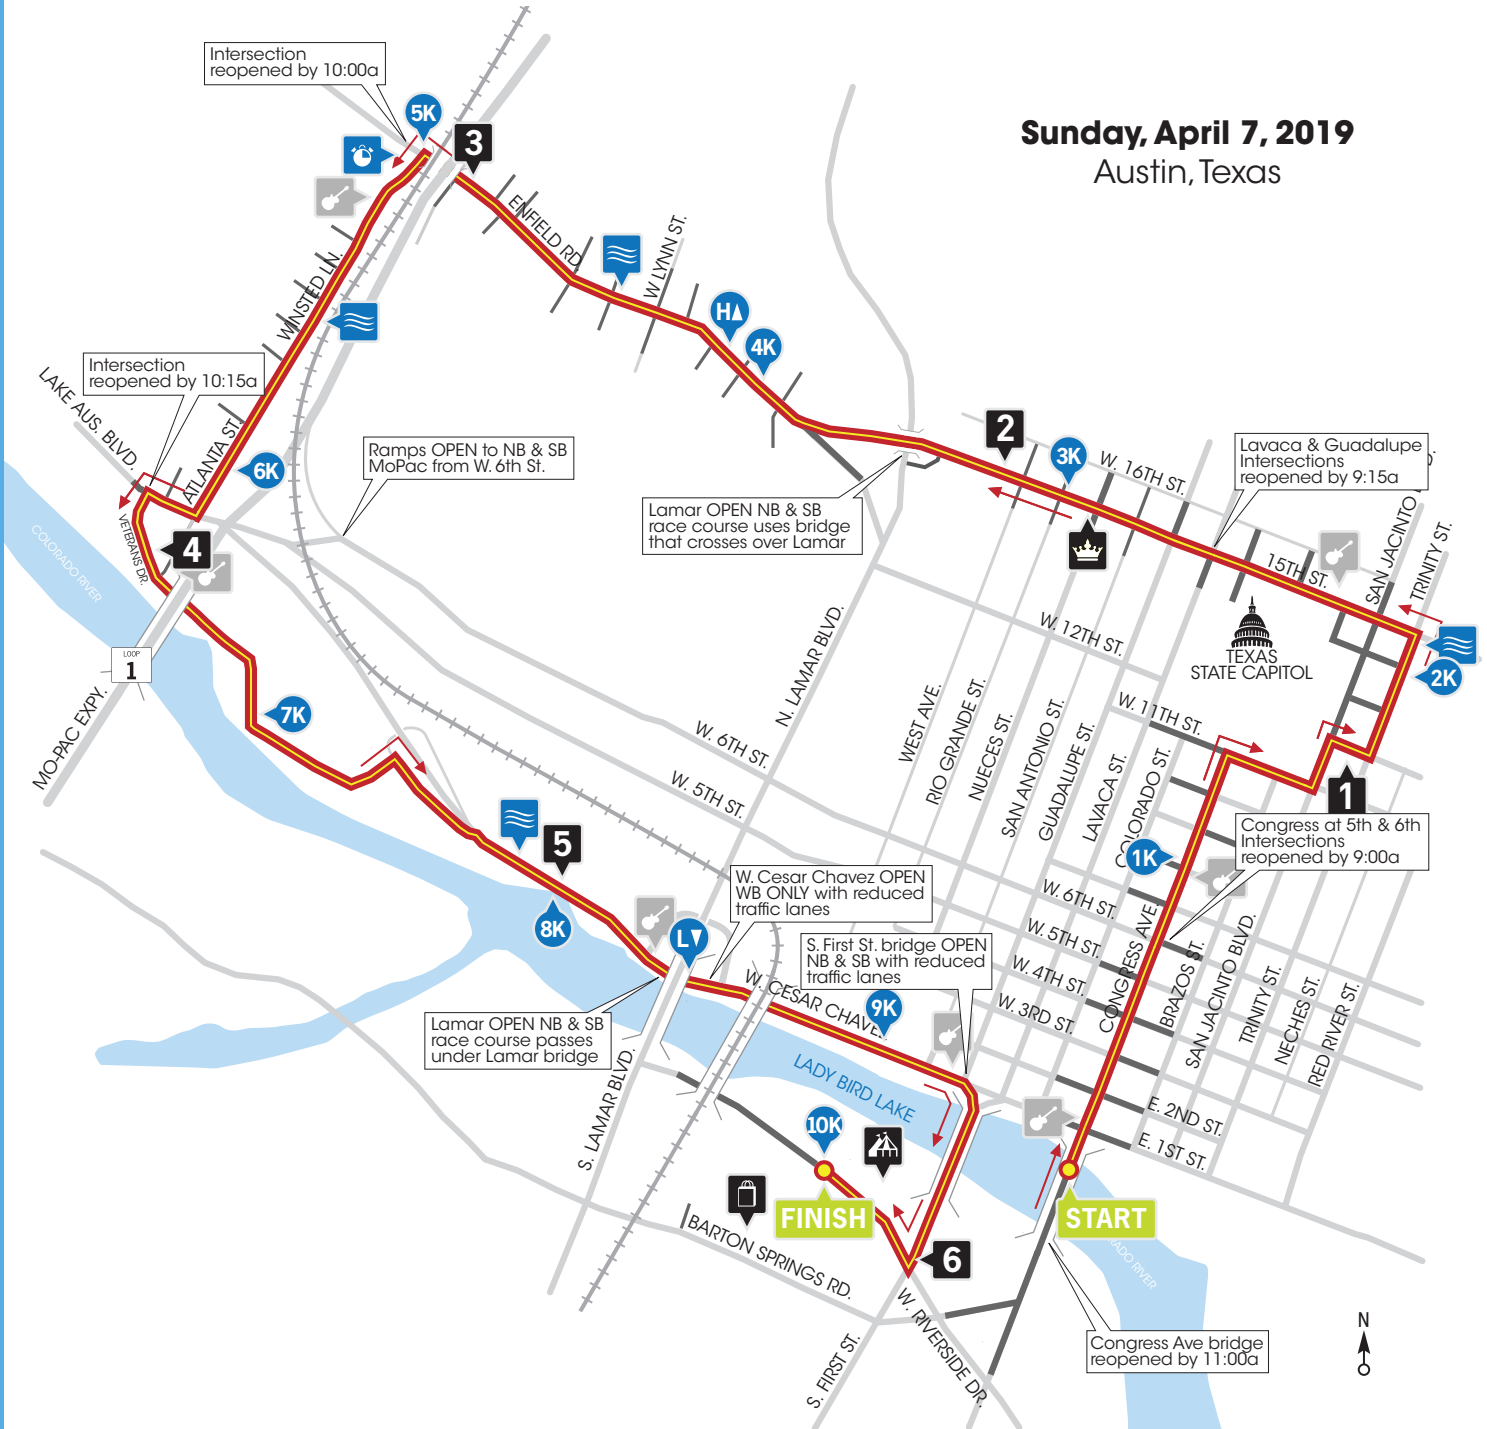 Intersection
reopened by 10:00a
5K
3
Sunday, April 7, 2019
Austin, Texas
ENFIELD RD.
W LYNN ST.
WINSTED LN.
H
4K
Intersection
reopened by 10:15a
LAKE AUS. BLVD.
ATLANTA ST.
6K
Ramps OPEN to NB & SB
MoPac from W. 6th St.
2
3K
W. 16TH ST.
Lavaca & Guadalupe
Intersections
reopened by 9:15a
Lamar OPEN NB & SB
race course uses bridge
that crosses over Lamar
15TH ST.
SAN JACINTO
D.
TRINITY ST.
COLORADO RIVER
VETERANS DR.
4
LOOP
1
MO-PAC EXPY.
7K
N. LAMAR BLVD.
W. 12TH ST.
TEXAS
STATE CAPITOL
2K
W. 11TH ST.
WEST AVE.
RIO GRANDE ST.
NUECES ST.
SAN ANTONIO ST.
GUADALUPE ST.
LAVACA ST.
COLORADO ST.
W. 6TH ST.
W. 5TH ST.
1
Congress at 5th & 6th
Intersections
reopened by 9:00a
1K
5
8K
L
W. Cesar Chavez OPEN
WB ONLY with reduced
traffic lanes
S. First St. bridge OPEN
NB & SB with reduced
traffic lanes
W. 6TH ST.
W. 5TH ST.
W. 4TH ST.
W. 3RD ST.
CONGRESS AVE.
BRAZOS ST.
SAN JACINTO BLVD.
TRINITY ST.
NECHES ST.
RED RIVER ST.
W. CESAR CHAVE
9K
Lamar OPEN NB & SB
race course passes
under Lamar bridge
S. LAMAR BLVD.
LADY BIRD LAKE
10K
E. 2ND ST.
E. 1ST ST.
FINISH
START
BARTON SPRINGS RD.
6
ADO RIVER
W. RIVERSIDE DR.
S. FIRST ST.
Congress Ave bridge
reopened by 11:00a
N